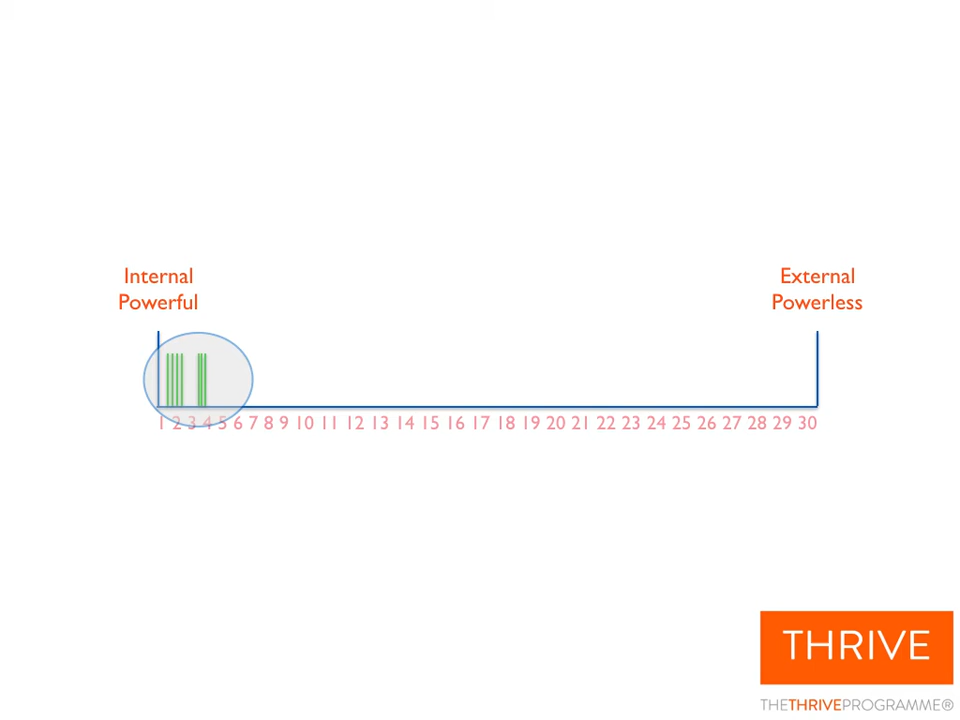 Internal
Powerful
External
Powerless
1 2 3 4 5 6 7 8 9 10 11 12 13 14 15 16 17 18 19 20 21 22 23 24 25 26 27 28 29 30
THRIVE
THETHRIVEPROGRAMME®